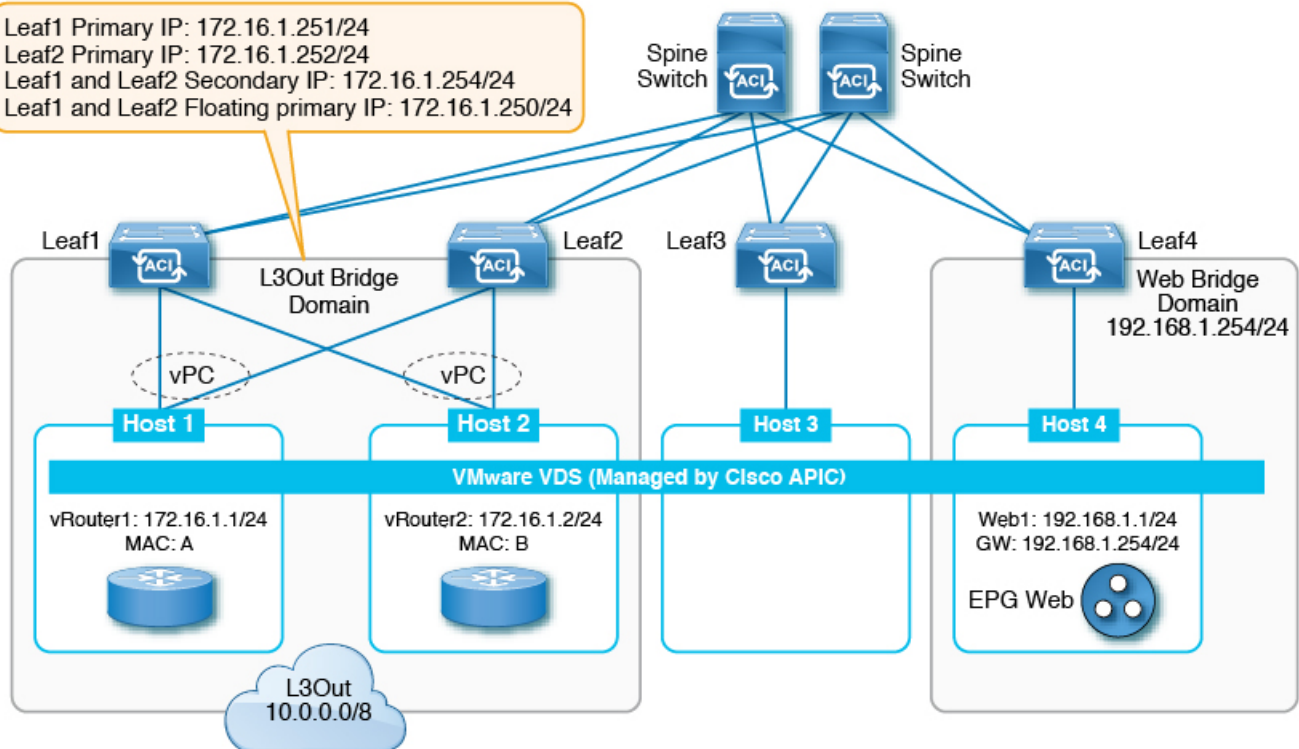 Leaf1 Primary IP: 172.16.1.251/24
Leaf2 Primary IP: 172.16.1.252/24
Leaf1 and Leaf2 Secondary IP: 172.16.1.254/24
Leaf1 and Leaf2 Floating primary IP: 172.16.1.250/24
Spine
Switch
ACI
ACI
Spine
Switch
Leaf1
ACI
L3Out Bridge
Domain
ACI
Leaf2
Leaf3
ACI
ACI
Leaf4
Web Bridge
Domain
192.168.1.254/24
vPC
vPC
Host 1
Host 2
Host 3
Host 4
VMware VDS (Managed by CIsco APIC)
vRouter1: 172.16.1.1/24
MAC: A
vRouter2: 172.16.1.2/24
MAC: B
Web1: 192.168.1.1/24
GW: 192.168.1.254/24
EPG Web
L3Out
10.0.0.0/8